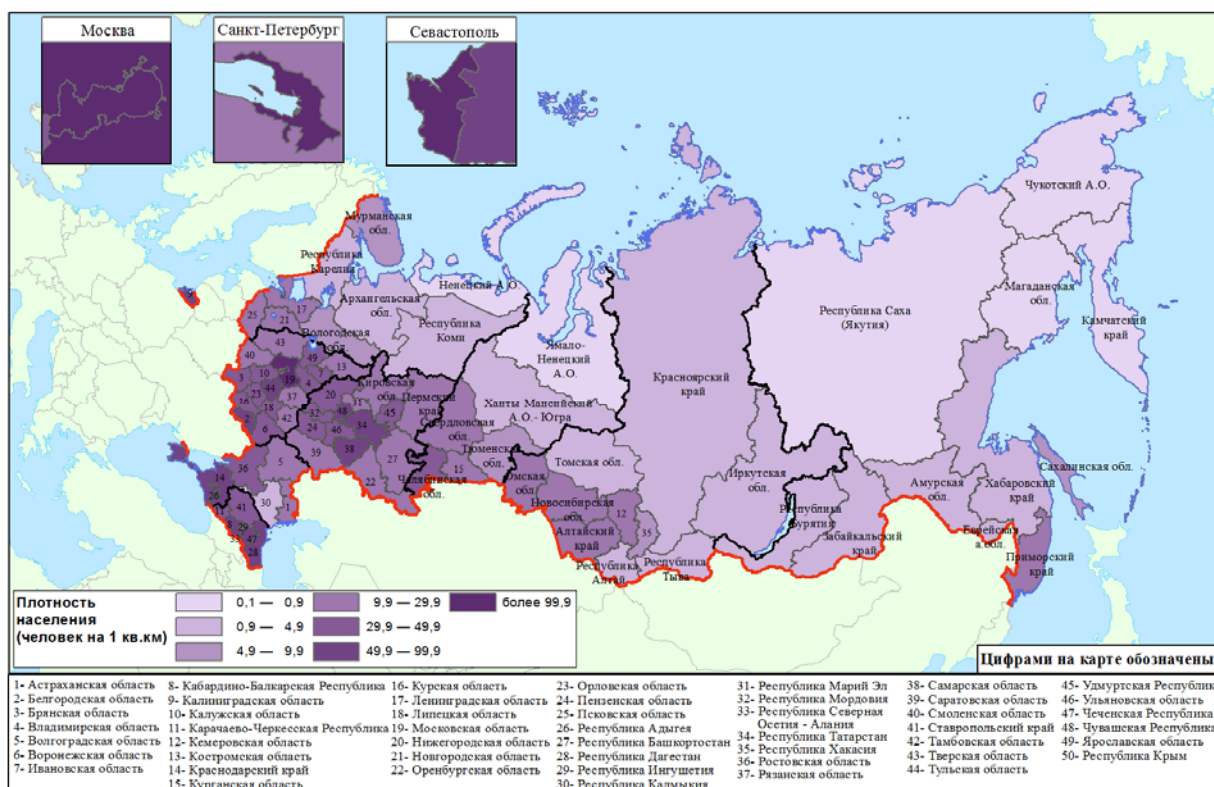 Москва
Санкт-Петербург
Севастополь
Чукотский А.О.
Мурманская
обл.
Республика
Карелия
Ненецкий А.О.
Магаданская
обл.
Архангельская
обл.
Республика Саха
(Якутия)
Камчатский
край
Республика
Коми
Вологодская
обл.
Ямало-
Ненецкий
А.О.
Красноярский
край
Кировская
обл.
Пермский
край
Ханты Мансийский
А.О. - Югра
Свердловская
обл.
Тюменская
обл.
Томская обл.
Сахалинская обл.
Челябинская
обл.
Омская
обл.
Иркутская
обл.
Амурская
обл.
Хабаровский
край
Новосибирская
обл.
Республика
Бурятия
Алтайский
край
Забайкальский
край
Еврейская
а.обл.
Приморский
край
Республика
Алтай
Республика
Тыва
Плотность
населения
(человек на 1 кв.км)
0,1 — 0,9
0,9 — 4,9
4,9 — 9,9
9,9 — 29,9
29,9 — 49,9
49,9 — 99,9
более 99,9
Цифрами на карте обозначены
1- Астраханская область
2- Белгородская область
3- Брянская область
4- Владимирская область
5- Волгоградская область
6- Воронежская область
7- Ивановская область
8- Кабардино-Балкарская Республика
9- Калининградская область
10- Калужская область
11- Карачаево-Черкесская Республика
12- Кемеровская область
13- Костромская область
14- Краснодарский край
15- Курганская область
16- Курская область
17- Ленинградская область
18- Липецкая область
19- Московская область
20- Нижегородская область
21- Новгородская область
22- Оренбургская область
23- Орловская область
24- Пензенская область
25- Псковская область
26- Республика Адыгея
27- Республика Башкортостан
28- Республика Дагестан
29- Республика Ингушетия
30- Республика Калмыкия
31- Республика Марий Эл
32- Республика Мордовия
33- Республика Северная
Осетия - Алания
34- Республика Татарстан
35- Республика Хакасия
36- Ростовская область
37- Рязанская область
38- Самарская область
39- Саратовская область
40- Смоленская область
41- Ставропольский край
42- Тамбовская область
43- Тверская область
44- Тульская область
45- Удмуртская Республик
46- Ульяновская область
47- Чеченская Республика
48- Чувашская Республика
49- Ярославская область
50- Республика Крым